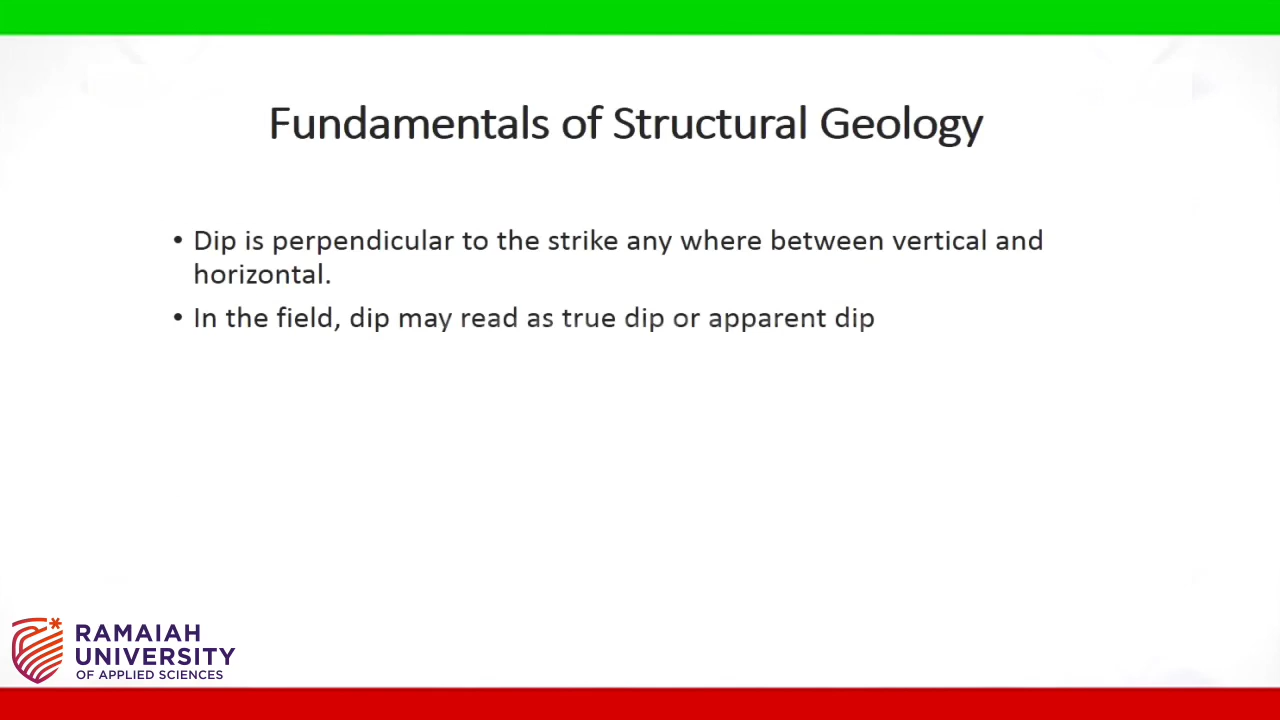 Fundamentals of Structural Geology
• Dip is perpendicular to the strike any where between vertical and
horizontal.
• In the field, dip may read as true dip or apparent dip
RAMAIAH
UNIVERSITY
OF APPLIED SCIENCES